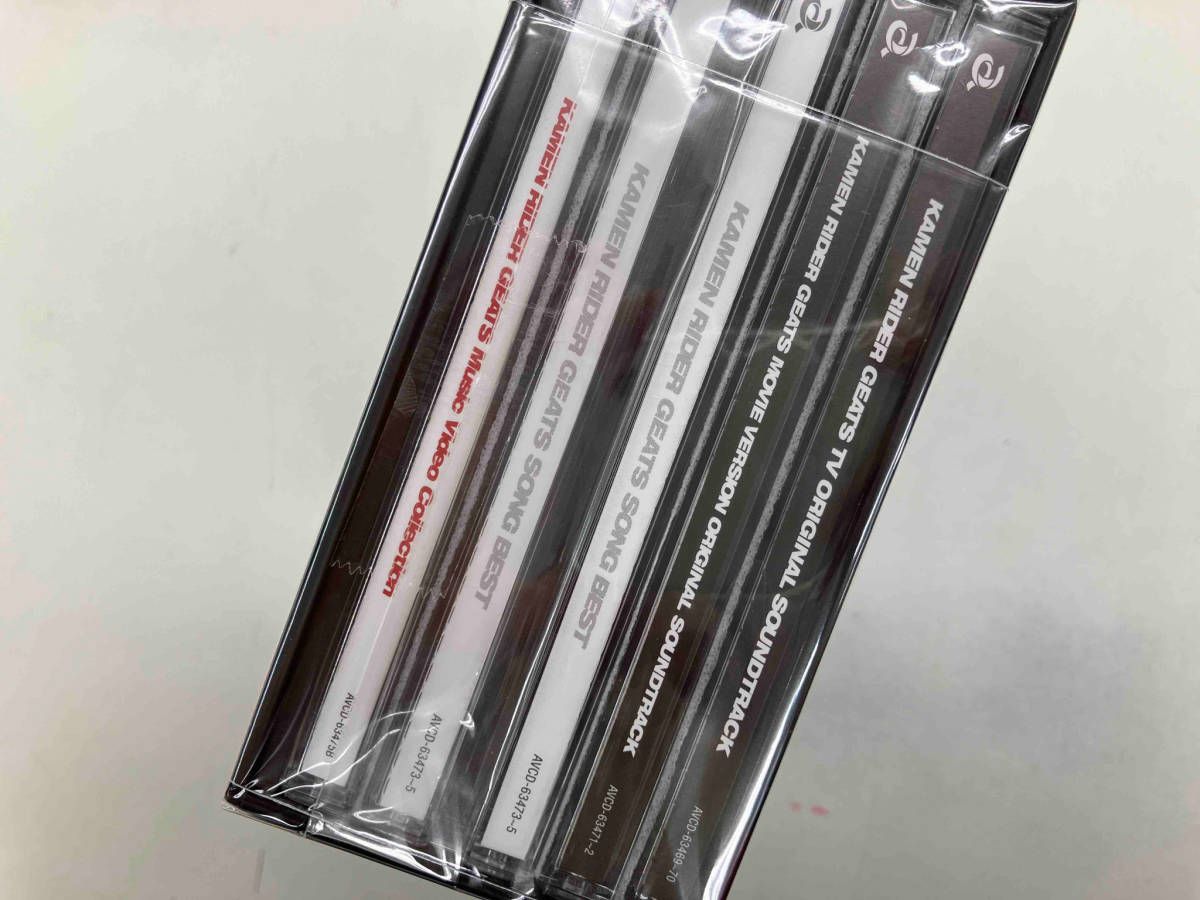 KAMEN RIDER GEATS Music Video Collection
AVCD-63475B
KAMEN RIDER GEATS SONG BEST
AVCD-63473~5
KAMEN RIDER GEATS SONG BEST
AVCD-63473~5
KAMEN RIDER GEATS MOVIE VERSION ORIGINAL SOUNDTRACK
AVCD-63471~2
KAMEN RIDER GEATS TV ORIGINAL SOUNDTRACK
AVCD-63469~70